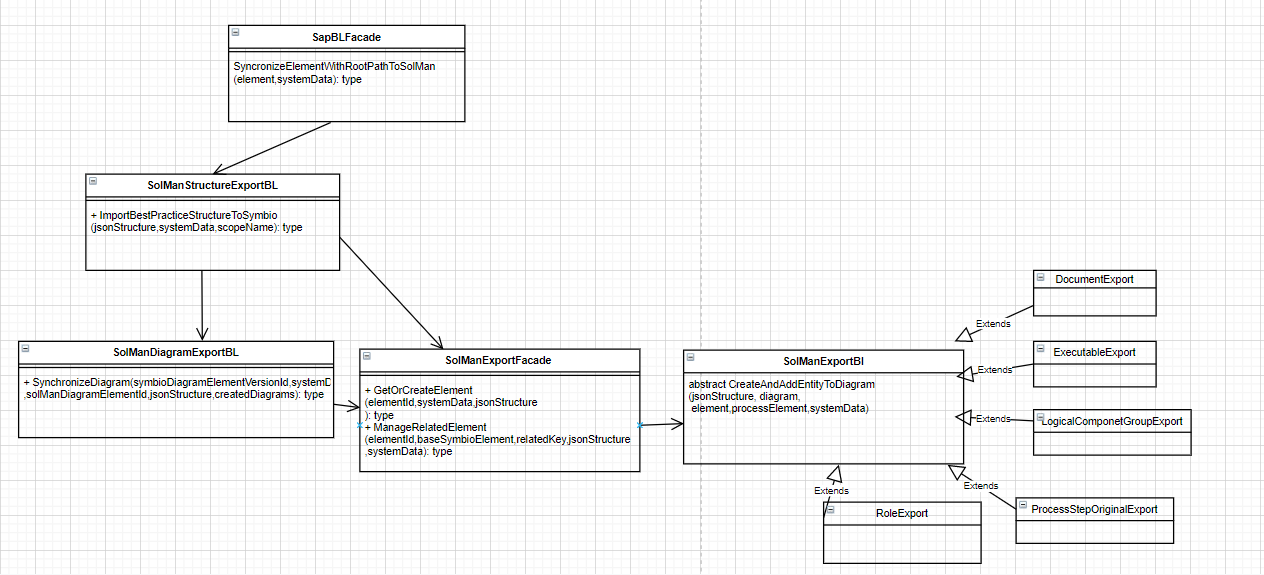 SapBLFacade
SyncronizeElementWithRootPathToSolMan
(element,systemData): type
SolManStructureExportBL
+ ImportBestPracticeStructureToSymbio
(jsonStructure,systemData,scopeName): type
SolManDiagramExportBL
+ SynchronizeDiagram(symbioDiagramElementVersionId,systemD
,solManDiagramElementId,jsonStructure,createdDiagrams): type
SolManExportFacade
+ GetOrCreateElement
(elementId,systemData,jsonStructure
): type
+ ManageRelatedElement
(elementId,baseSymbioElement,relatedKey,jsonStructure
,systemData): type
SolManExportBl
abstract CreateAndAddEntityToDiagram
(jsonStructure, diagram,
element,processElement,systemData)
DocumentExport
Extends
ExecutableExport
Extends
LogicalComponetGroupExport
Extends
ProcessStepOriginalExport
Extends
RoleExport
Extends